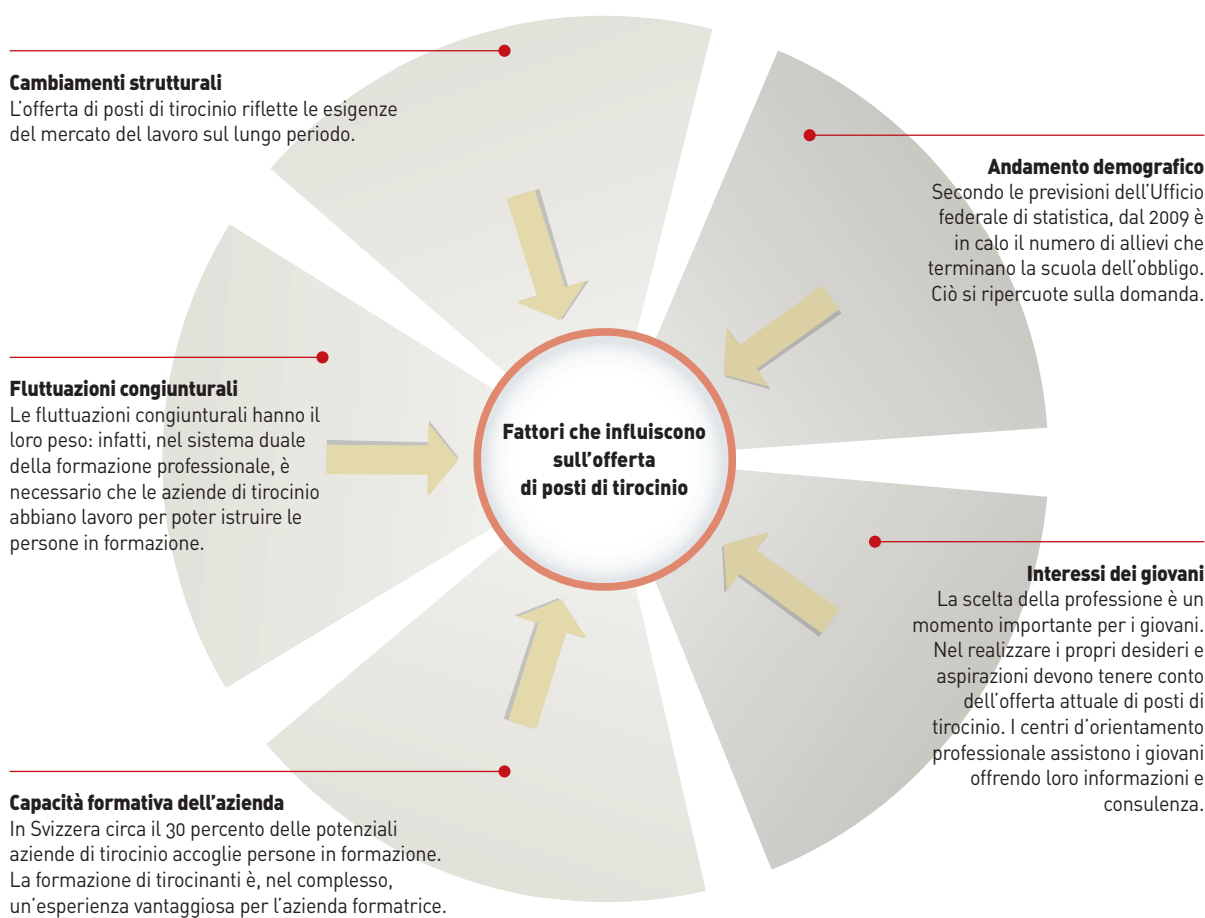 Cambiamenti strutturali
L'offerta di posti di tirocinio riflette le esigenze
del mercato del lavoro sul lungo periodo.
Andamento demografico
Secondo le previsioni dell'Ufficio
federale di statistica, dal 2009 è
in calo il numero di allievi che
terminano la scuola dell'obbligo.
Ciò si ripercuote sulla domanda.
Fluttuazioni congiunturali
Le fluttuazioni congiunturali hanno il
loro peso: infatti, nel sistema duale
della formazione professionale, è
necessario che le aziende di tirocinio
abbiano lavoro per poter istruire le
persone in formazione.
Fattori che influiscono
sull'offerta
di posti di tirocinio
Interessi dei giovani
La scelta della professione è un
momento importante per i giovani.
Nel realizzare i propri desideri e
aspirazioni devono tenere conto
dell'offerta attuale di posti di
tirocinio. I centri d'orientamento
professionale assistono i giovani
offrendo loro informazioni e
consulenza.
Capacità formativa dell'azienda
In Svizzera circa il 30 percento delle potenziali
aziende di tirocinio accoglie persone in formazione.
La formazione di tirocinanti è, nel complesso,
un'esperienza vantaggiosa per l'azienda formatrice.